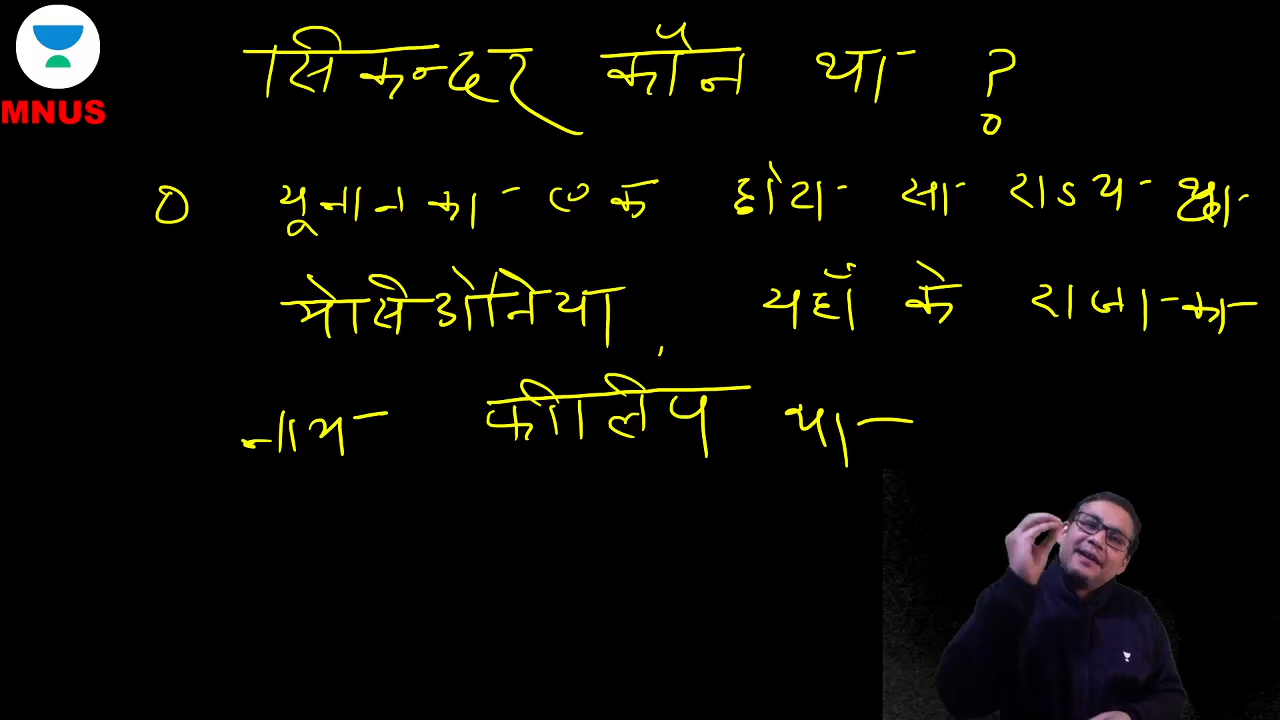 MNUS
सिकन्दर कौन था ?
यूनान का एक छोटा सा राज्य था
मेसिडोनिया, यहाँ के राजा का
नाम फीलिप था